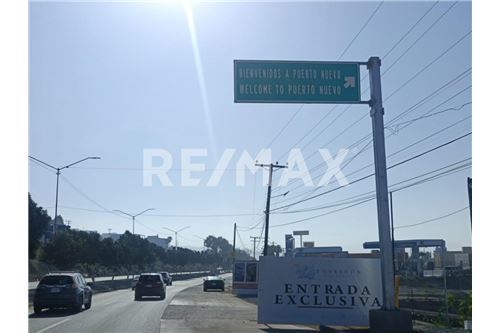 BIENVENIDOS A PUERTO NUEVO
WELCOME TO PUERTO NUEVO
RE/MAX
ENTRADA
EXCLUSIVA